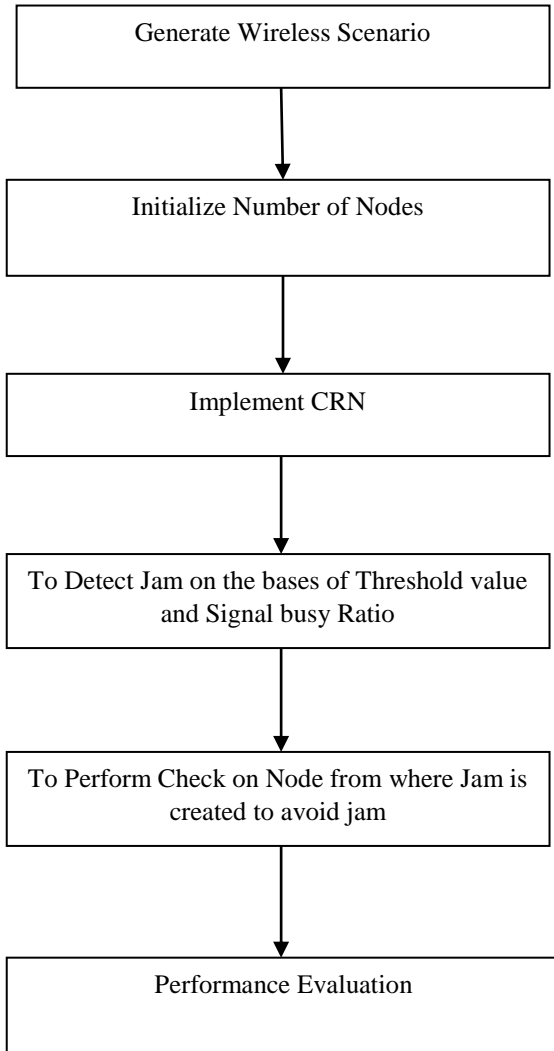 Generate Wireless Scenario
Initialize Number of Nodes
Implement CRN
To Detect Jam on the bases of Threshold value
and Signal busy Ratio
To Perform Check on Node from where Jam is
created to avoid jam
Performance Evaluation